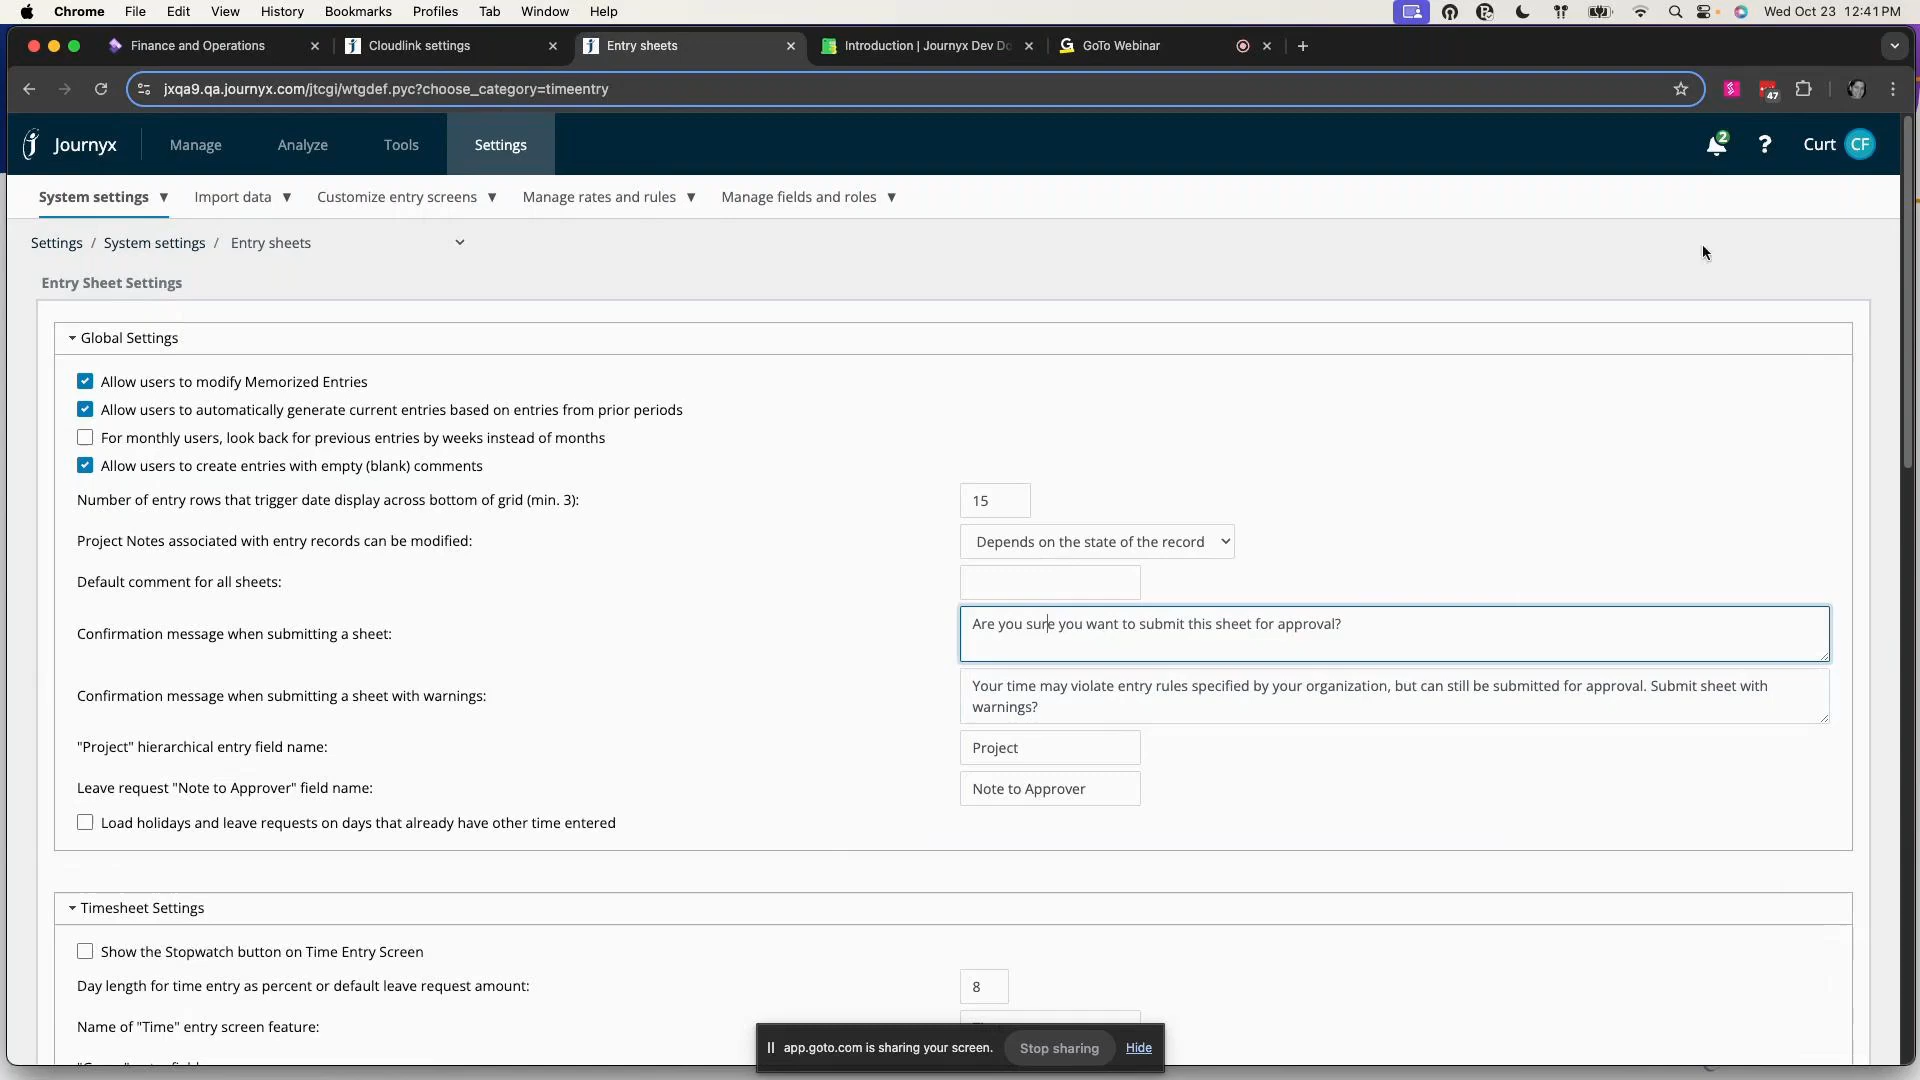 Chrome File Edit View History Bookmarks Profiles Tab Window Help Wed Oct 23 12:41 PM
Finance and Operations Cloudlink settings Entry sheets Introduction | Journyx Dev Do GoTo Webinar
jxqa9.qa.journyx.com/jtcgi/wtgdef.pyc?choose_category=timeentry 47
Journyx Manage Analyze Tools Settings 2 ? Curt CF
System settings Import data Customize entry screens Manage rates and rules Manage fields and roles
Settings / System settings / Entry sheets
Entry Sheet Settings
Global Settings
Allow users to modify Memorized Entries
Allow users to automatically generate current entries based on entries from prior periods
For monthly users, look back for previous entries by weeks instead of months
Allow users to create entries with empty (blank) comments
Number of entry rows that trigger date display across bottom of grid (min. 3): 15
Project Notes associated with entry records can be modified: Depends on the state of the record
Default comment for all sheets:
Confirmation message when submitting a sheet: Are you sure you want to submit this sheet for approval?
Confirmation message when submitting a sheet with warnings: Your time may violate entry rules specified by your organization, but can still be submitted for approval. Submit sheet with
warnings?
"Project" hierarchical entry field name: Project
Leave request "Note to Approver" field name: Note to Approver
Load holidays and leave requests on days that already have other time entered
Timesheet Settings
Show the Stopwatch button on Time Entry Screen
Day length for time entry as percent or default leave request amount: 8
Name of "Time" entry screen feature:
app.goto.com is sharing your screen. Stop sharing Hide